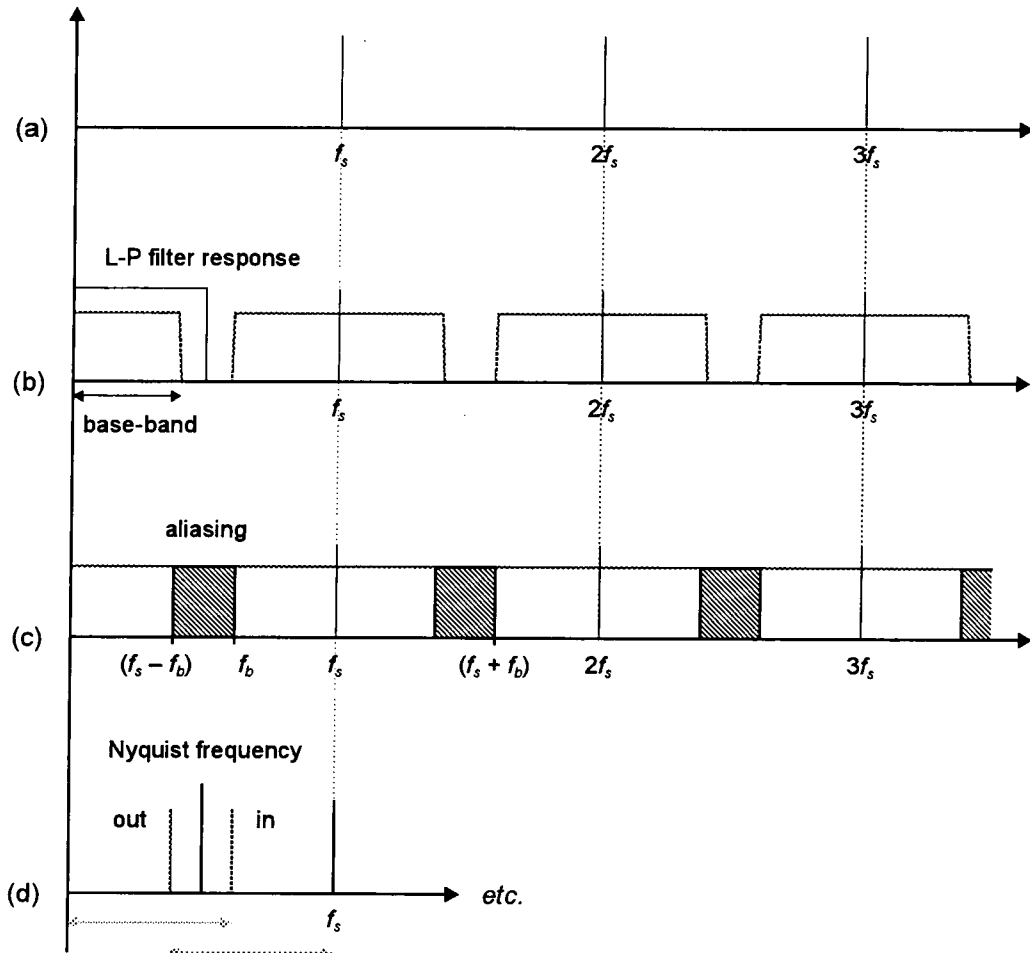 (a)
fs 2fs 3fs
L-P filter response
(b)
fs 2fs 3fs
base-band
aliasing
(c)
(fs – fb) fb fs (fs + fb) 2fs 3fs
Nyquist frequency
out in
(d) etc.
fs